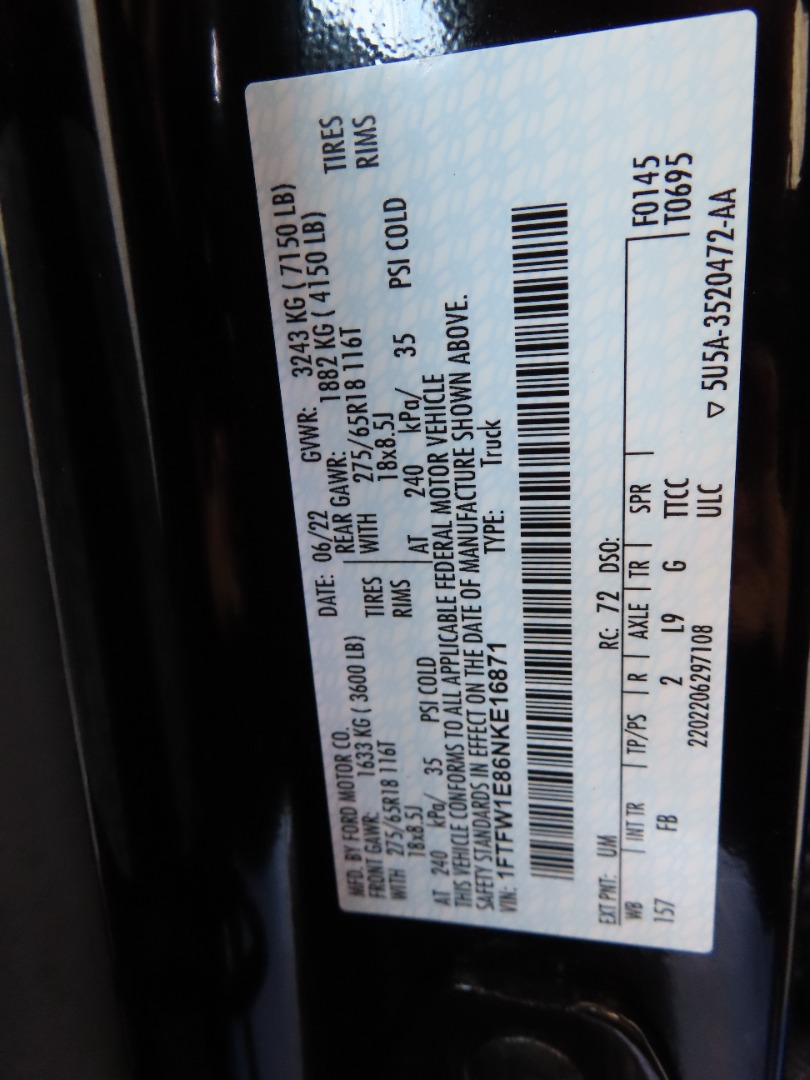 MFD. BY FORD MOTOR CO. DATE: 06/22 GVWR: 3243 KG ( 7150 LB)
FRONT GAWR: 1633 KG ( 3600 LB) REAR GAWR: 1882 KG ( 4150 LB)
WITH 275/65R18 116T TIRES WITH 275/65R18 116T TIRES
18x8.5J RIMS 18x8.5J RIMS
AT 240 kPa/ 35 PSI COLD AT 240 kPa/ 35 PSI COLD
THIS VEHICLE CONFORMS TO ALL APPLICABLE FEDERAL MOTOR VEHICLE
SAFETY STANDARDS IN EFFECT ON THE DATE OF MANUFACTURE SHOWN ABOVE.
VIN: 1FTFW1E86NKE16871 TYPE: Truck
EXT PNT: UM RC: 72 DSO: F0145
WB INT TR TP/PS R AXLE TR SPR T0695
157 FB 2 L9 G TTCC
2202206297108 ULC ▽ 5U5A-3520472-AA